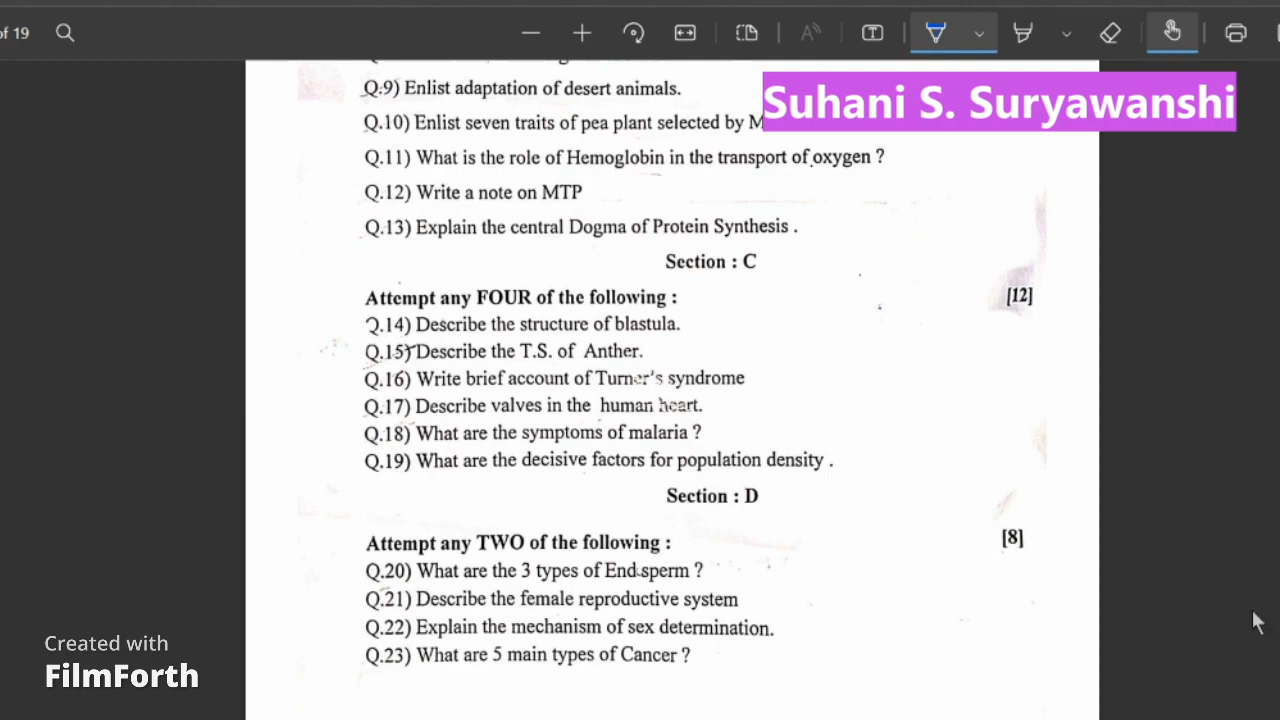 of 19
Q.9) Enlist adaptation of desert animals.
Suhani S. Suryawanshi
Q.10) Enlist seven traits of pea plant selected by M
Q.11) What is the role of Hemoglobin in the transport of oxygen ?
Q.12) Write a note on MTP
Q.13) Explain the central Dogma of Protein Synthesis .
Section : C
Attempt any FOUR of the following : [12]
Q.14) Describe the structure of blastula.
Q.15) Describe the T.S. of Anther.
Q.16) Write brief account of Turner's syndrome
Q.17) Describe valves in the human heart.
Q.18) What are the symptoms of malaria ?
Q.19) What are the decisive factors for population density .
Section : D
Attempt any TWO of the following : [8]
Q.20) What are the 3 types of Endsperm ?
Q.21) Describe the female reproductive system
Q.22) Explain the mechanism of sex determination.
Q.23) What are 5 main types of Cancer ?
Created with
FilmForth